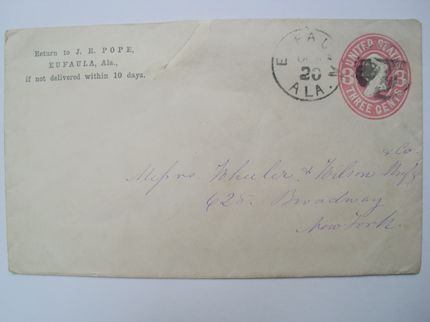 Return to J. E. POPE,
EUFAULA, Ala.,
if not delivered within 10 days.
E FAU
20
ALA.
UNITED STATES
3 3
THREE CENTS
& Co.
Messrs Wheeler & Wilson Mfg
625 Broadway
New York